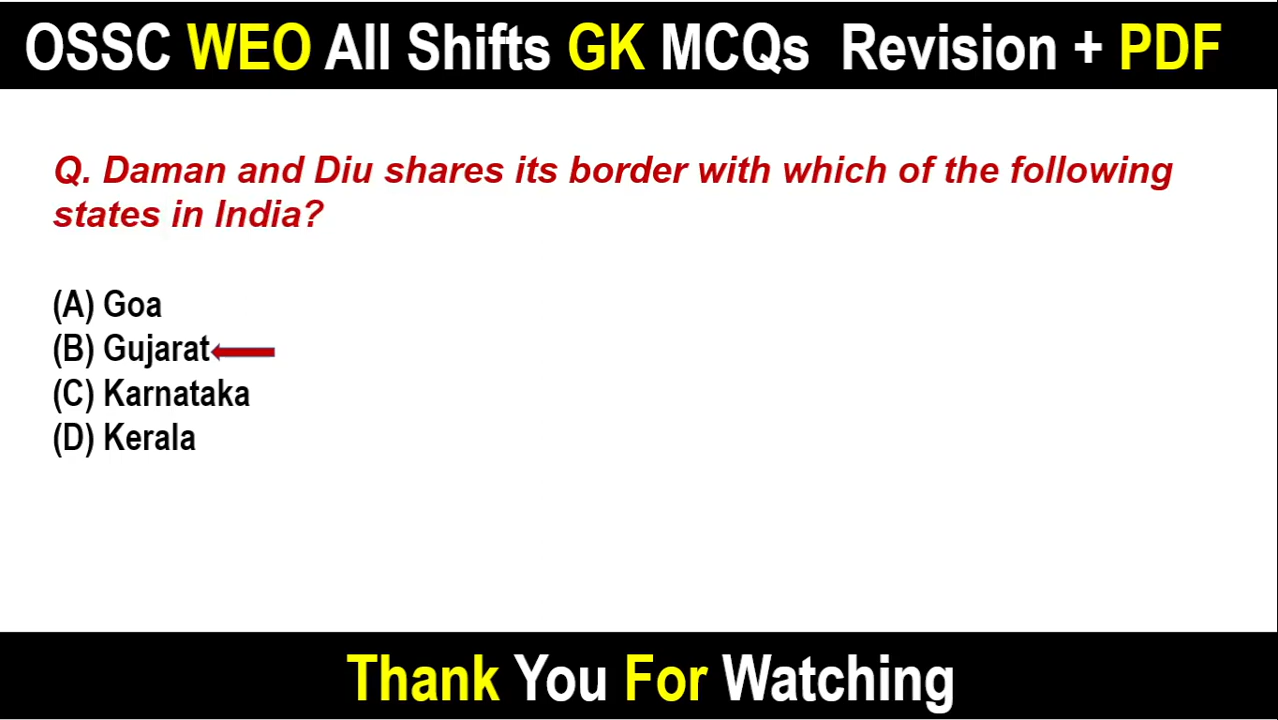 OSSC WEO All Shifts GK MCQs Revision + PDF
Q. Daman and Diu shares its border with which of the following
states in India?
(A) Goa
(B) Gujarat
(C) Karnataka
(D) Kerala
Thank You For Watching